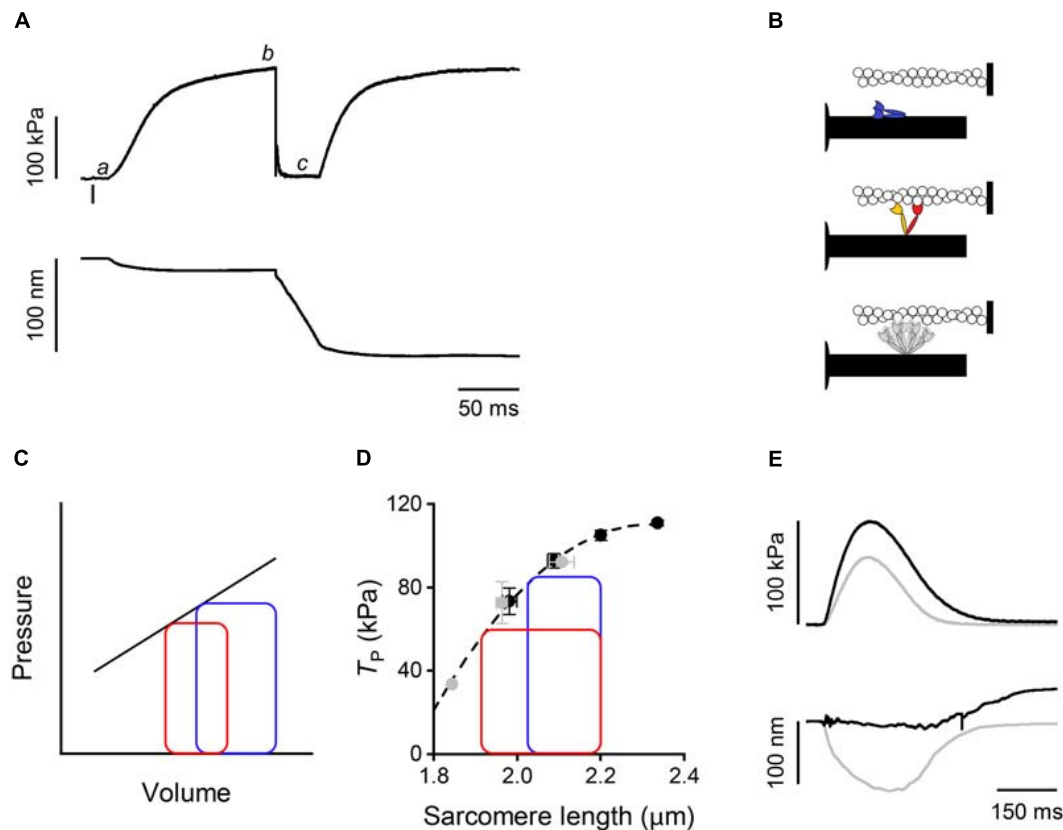 A
B
b
a
c
100 kPa
100 nm
50 ms
C
D
E
Pressure
Volume
120
80
40
0
T_P (kPa)
1.8 2.0 2.2 2.4
Sarcomere length (µm)
100 kPa
100 nm
150 ms